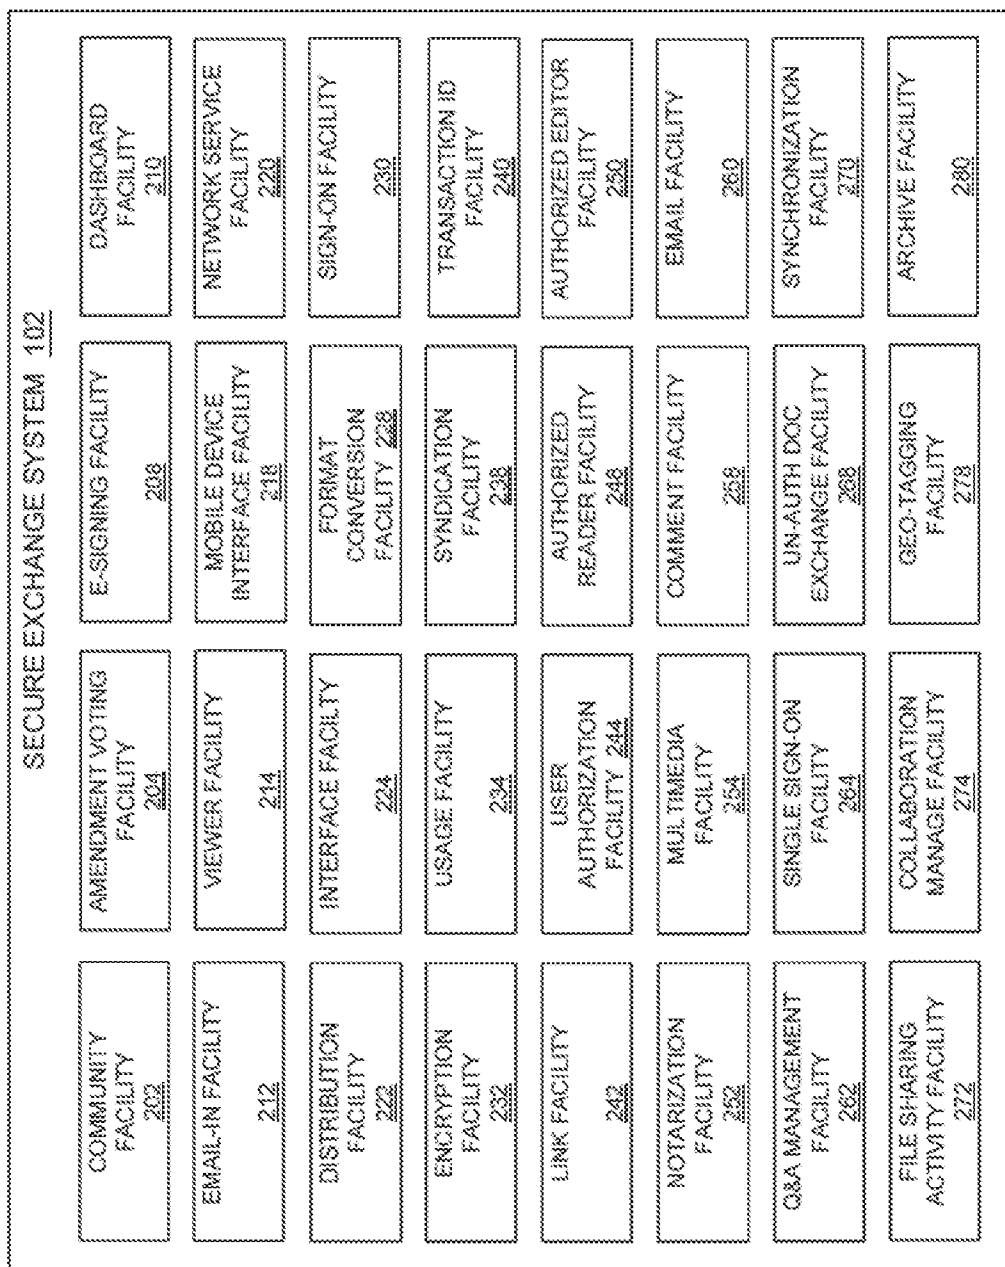 SECURE EXCHANGE SYSTEM 102
COMMUNITY
FACILITY
202
AMENDMENT VOTING
FACILITY
204
E-SIGNING FACILITY
208
DASHBOARD
FACILITY
210
EMAIL-IN FACILITY
212
VIEWER FACILITY
214
MOBILE DEVICE
INTERFACE FACILITY
218
NETWORK SERVICE
FACILITY
220
DISTRIBUTION
FACILITY
222
INTERFACE FACILTY
224
FORMAT
CONVERSION
FACILITY 228
SIGN-ON FACILITY
230
ENCRYPTION
FACILITY
232
USAGE FACILITY
234
SYNDICATION
FACILITY
238
TRANSACTION ID
FACILITY
240
LINK FACILITY
242
USER
AUTHORIZATION
FACILITY 244
AUTHORIZED
READER FACILITY
248
AUTHORIZED EDITOR
FACILITY
250
NOTARIZATION
FACILITY
252
MULTIMEDIA
FACILITY
254
COMMENT FACILITY
258
EMAIL FACILITY
260
Q&A MANAGEMENT
FACILITY
262
SINGLE SIGN-ON
FACILITY
264
UN-AUTH DOC
EXCHANGE FACILITY
268
SYNCHRONIZATION
FACILITY
270
FILE SHARING
ACTIVITY FACILITY
272
COLLABORATION
MANAGE FACILITY
274
GEO-TAGGING
FACILITY
278
ARCHIVE FACILITY
280